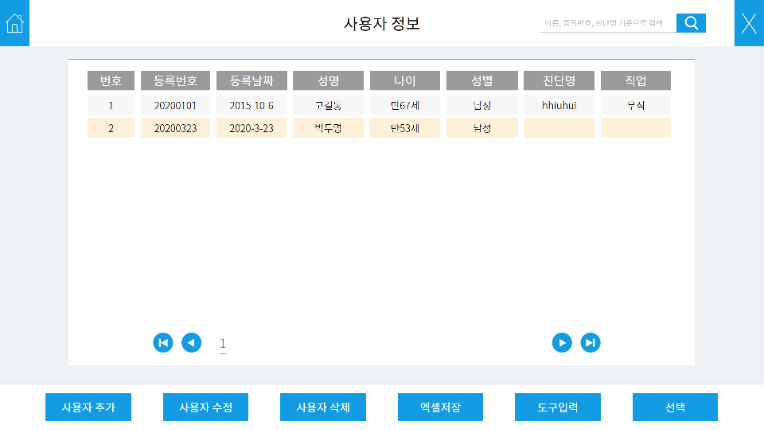 사용자 정보
이름, 등록번호, 진단명 기준으로 검색
번호 등록번호 등록날짜 성명 나이 성별 진단명 직업
1 20200101 2015-10-6 고길동 만67세 남성 hhiuhui 무직
2 20200323 2020-3-23 박두명 만53세 남성
1
사용자 추가 사용자 수정 사용자 삭제 엑셀저장 도구입력 선택